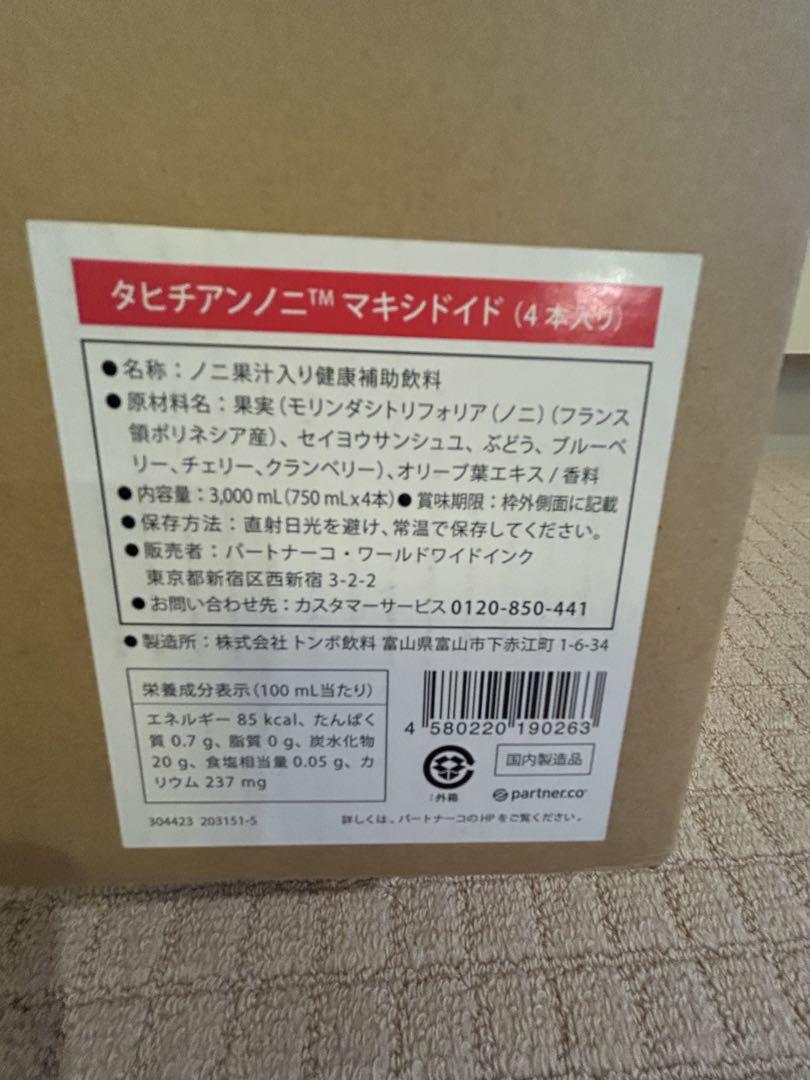 タヒチアンノニ™ マキシドイド（4本入り）
●名称：ノニ果汁入り健康補助飲料
●原材料名：果実（モリンダシトリフォリア（ノニ）（フランス
領ポリネシア産）、セイヨウサンシュユ、ぶどう、ブルーベ
リー、チェリー、クランベリー）、オリーブ葉エキス / 香料
●内容量：3,000 mL（750 mLx4本）●賞味期限：枠外側面に記載
●保存方法：直射日光を避け、常温で保存してください。
●販売者：パートナーコ・ワールドワイドインク
東京都新宿区西新宿 3-2-2
●お問い合わせ先：カスタマーサービス 0120-850-441
●製造所：株式会社トンボ飲料 富山県富山市下赤江町 1-6-34
栄養成分表示（100 mL当たり）
エネルギー 85 kcal、たんぱく
質 0.7 g、脂質 0 g、炭水化物
20 g、食塩相当量 0.05 g、カ
リウム 237 mg
4 580220 190263
：外箱
国内製造品
partner.co
304423 203151-5
詳しくは、パートナーコのHPをご覧ください。